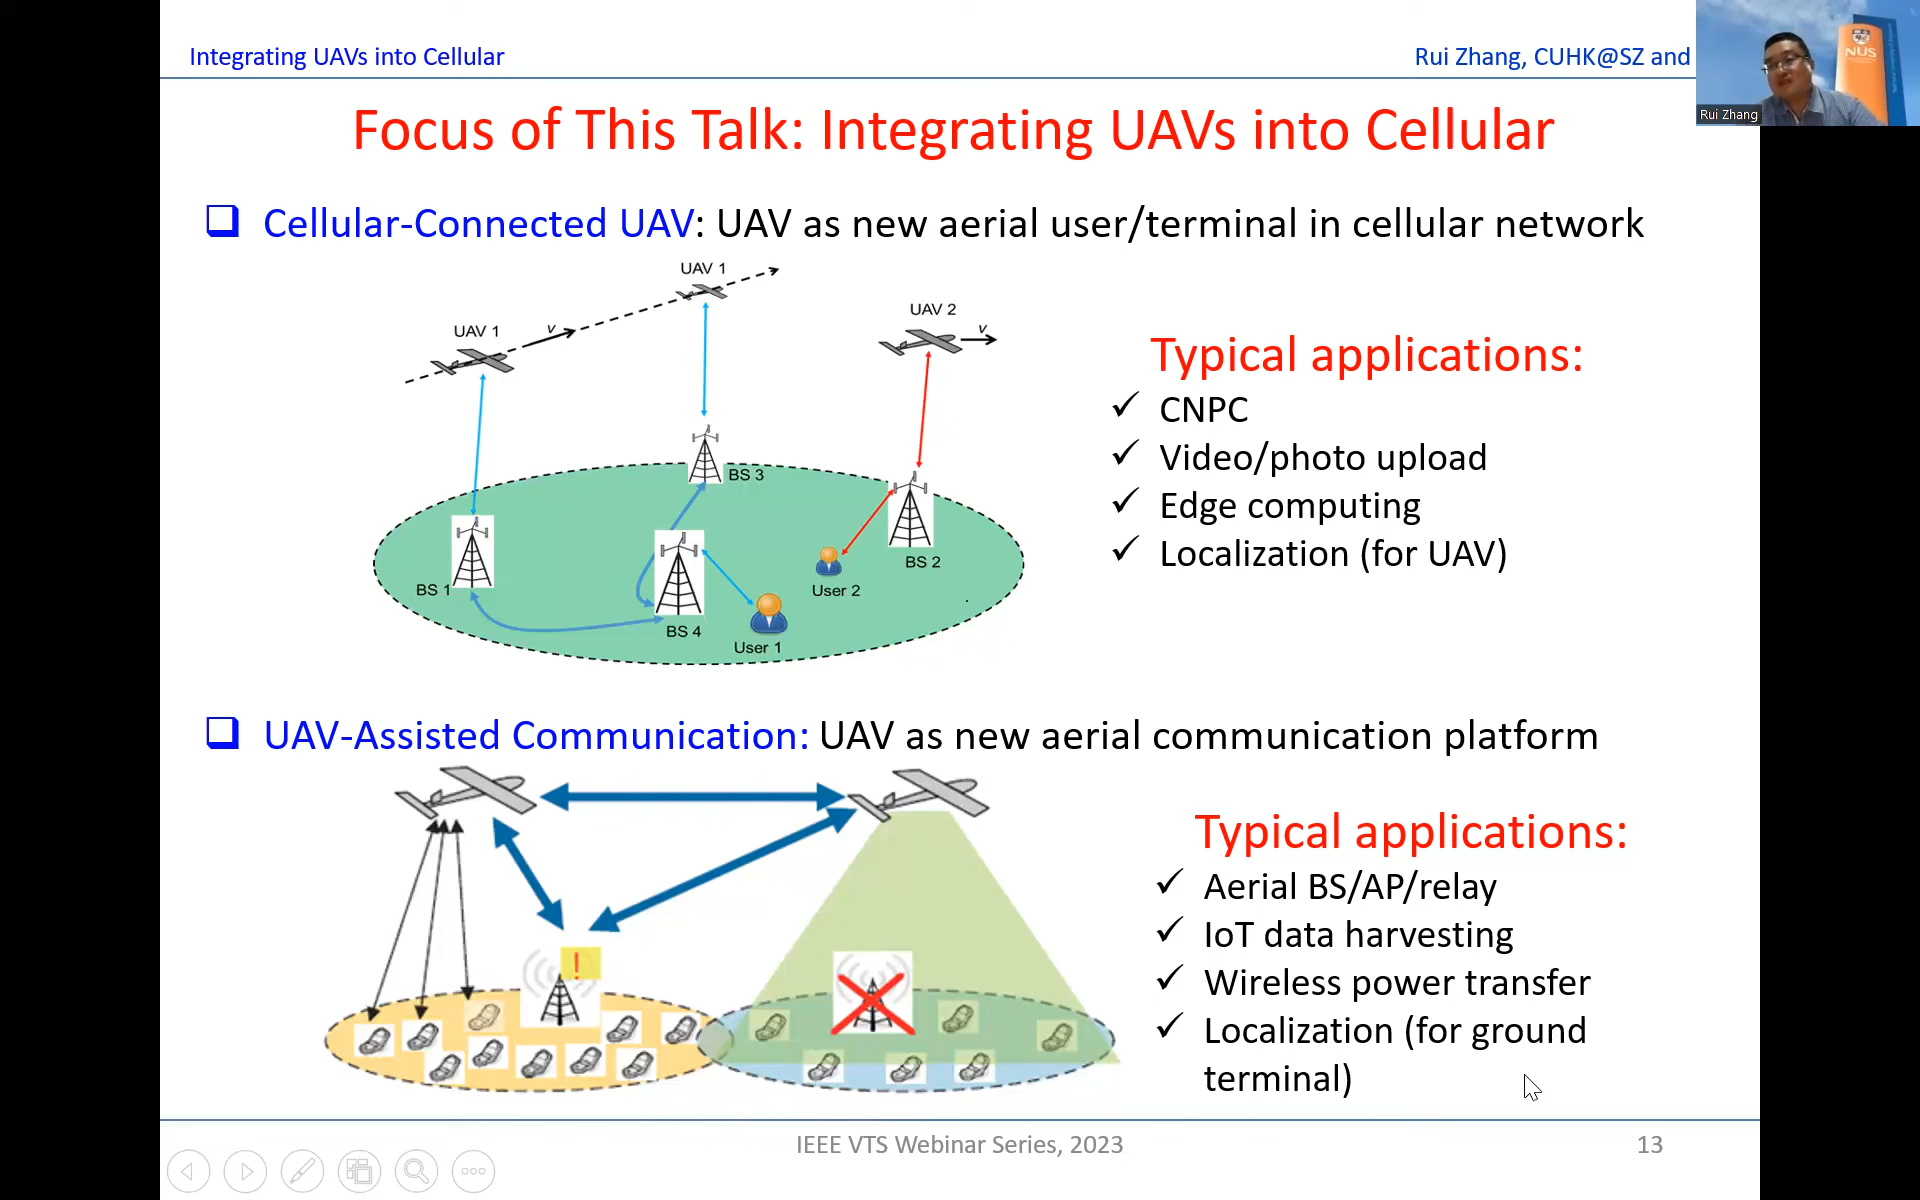 Integrating UAVs into Cellular
Rui Zhang, CUHK@SZ and
NUS
Rui Zhang
Focus of This Talk: Integrating UAVs into Cellular
Cellular-Connected UAV: UAV as new aerial user/terminal in cellular network
UAV 1
UAV 1
v
UAV 2
v
BS 3
BS 1
BS 2
User 2
BS 4
User 1
Typical applications:
CNPC
Video/photo upload
Edge computing
Localization (for UAV)
UAV-Assisted Communication: UAV as new aerial communication platform
!
Typical applications:
Aerial BS/AP/relay
IoT data harvesting
Wireless power transfer
Localization (for ground
terminal)
IEEE VTS Webinar Series, 2023
13